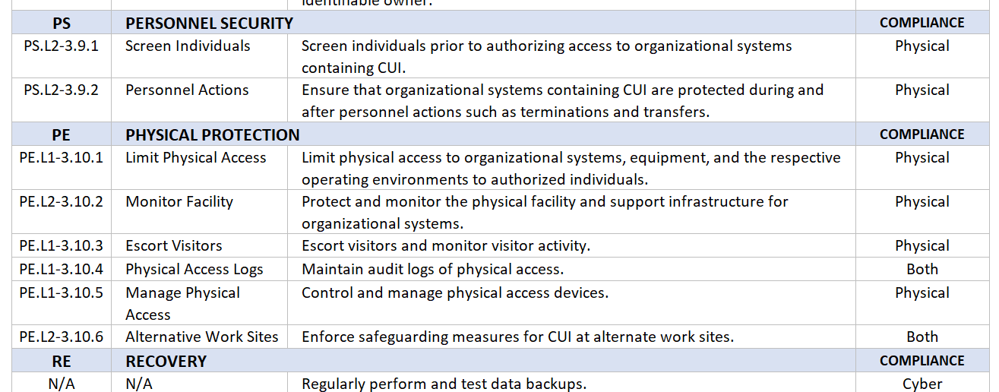 identifiable owner.
PS PERSONNEL SECURITY COMPLIANCE
PS.L2-3.9.1 Screen Individuals Screen individuals prior to authorizing access to organizational systems Physical
containing CUI.
PS.L2-3.9.2 Personnel Actions Ensure that organizational systems containing CUI are protected during and Physical
after personnel actions such as terminations and transfers.
PE PHYSICAL PROTECTION COMPLIANCE
PE.L1-3.10.1 Limit Physical Access Limit physical access to organizational systems, equipment, and the respective Physical
operating environments to authorized individuals.
PE.L2-3.10.2 Monitor Facility Protect and monitor the physical facility and support infrastructure for Physical
organizational systems.
PE.L1-3.10.3 Escort Visitors Escort visitors and monitor visitor activity. Physical
PE.L1-3.10.4 Physical Access Logs Maintain audit logs of physical access. Both
PE.L1-3.10.5 Manage Physical Control and manage physical access devices. Physical
Access
PE.L2-3.10.6 Alternative Work Sites Enforce safeguarding measures for CUI at alternate work sites. Both
RE RECOVERY COMPLIANCE
N/A N/A Regularly perform and test data backups. Cyber